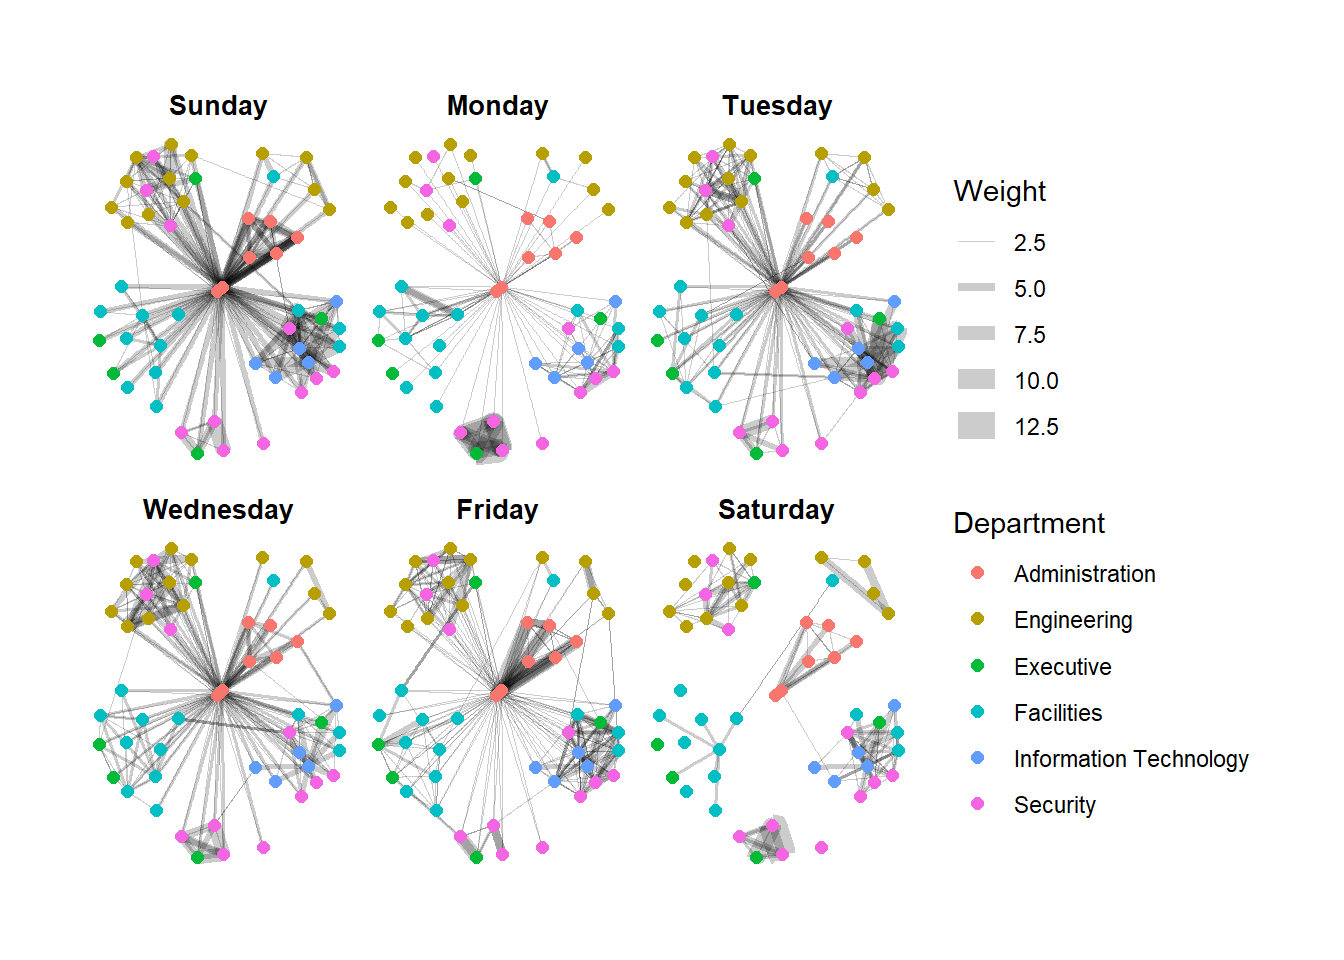 Sunday
Monday
Tuesday
Wednesday
Friday
Saturday
Weight
2.5
5.0
7.5
10.0
12.5
Department
Administration
Engineering
Executive
Facilities
Information Technology
Security